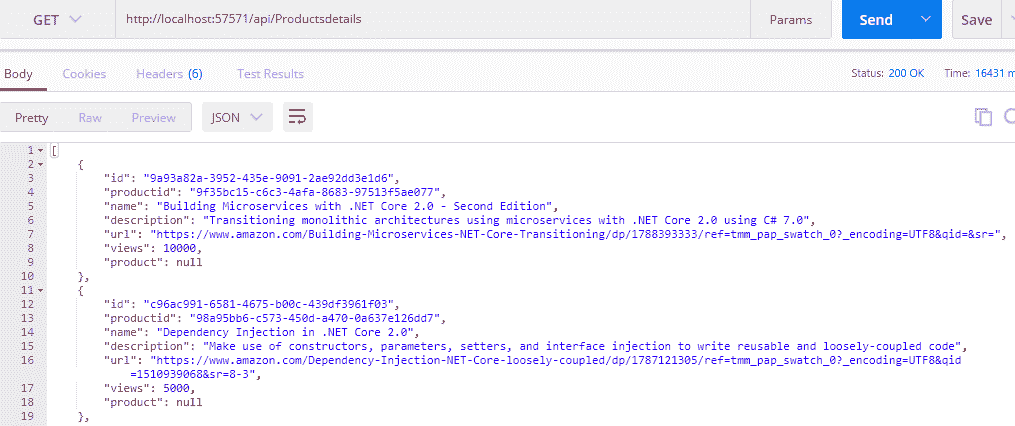 GET http://localhost:57571/api/Productsdetails Params Send Save
Body Cookies Headers (6) Test Results Status: 200 OK Time: 16431 m
Pretty Raw Preview JSON
1 [
2 {
3 "id": "9a93a82a-3952-435e-9091-2ae92dd3e1d6",
4 "productid": "9f35bc15-c6c3-4afa-8683-97513f5ae077",
5 "name": "Building Microservices with .NET Core 2.0 - Second Edition",
6 "description": "Transitioning monolithic architectures using microservices with .NET Core 2.0 using C# 7.0",
7 "url": "https://www.amazon.com/Building-Microservices-NET-Core-Transitioning/dp/1788393333/ref=tmm_pap_swatch_0?_encoding=UTF8&qid=&sr=",
8 "views": 10000,
9 "product": null
10 },
11 {
12 "id": "c96ac991-6581-4675-b00c-439df3961f03",
13 "productid": "98a95bb6-c573-450d-a470-0a637e126dd7",
14 "name": "Dependency Injection in .NET Core 2.0",
15 "description": "Make use of constructors, parameters, setters, and interface injection to write reusable and loosely-coupled code",
16 "url": "https://www.amazon.com/Dependency-Injection-NET-Core-loosely-coupled/dp/1787121305/ref=tmm_pap_swatch_0?_encoding=UTF8&qid
=1510939068&sr=8-3",
17 "views": 5000,
18 "product": null
19 },